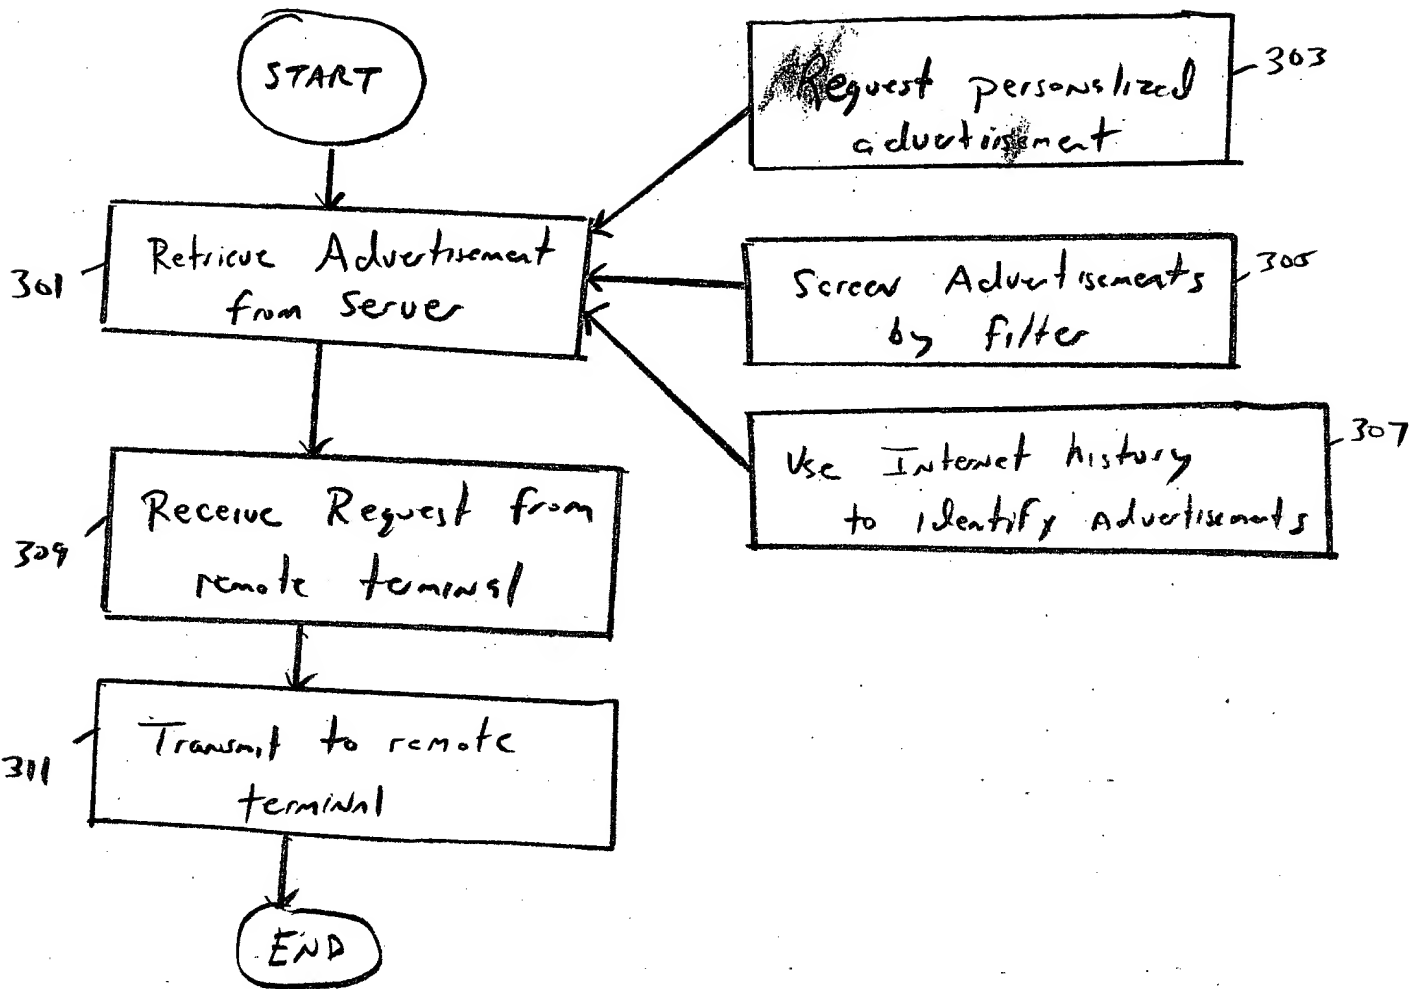 START
301
Retrieve Advertisement
from Server
303
Request personalized
advertisement
305
Screen Advertisements
by filter
307
Use Internet history
to identify Advertisements
309
Receive Request from
remote terminal
311
Transmit to remote
terminal
END